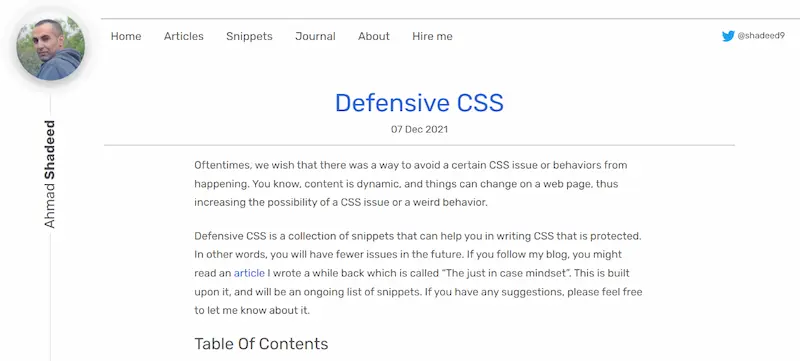 Home Articles Snippets Journal About Hire me @shadeed9
Ahmad Shadeed
Defensive CSS
07 Dec 2021
Oftentimes, we wish that there was a way to avoid a certain CSS issue or behaviors from
happening. You know, content is dynamic, and things can change on a web page, thus
increasing the possibility of a CSS issue or a weird behavior.
Defensive CSS is a collection of snippets that can help you in writing CSS that is protected.
In other words, you will have fewer issues in the future. If you follow my blog, you might
read an article I wrote a while back which is called “The just in case mindset”. This is built
upon it, and will be an ongoing list of snippets. If you have any suggestions, please feel free
to let me know about it.
Table Of Contents